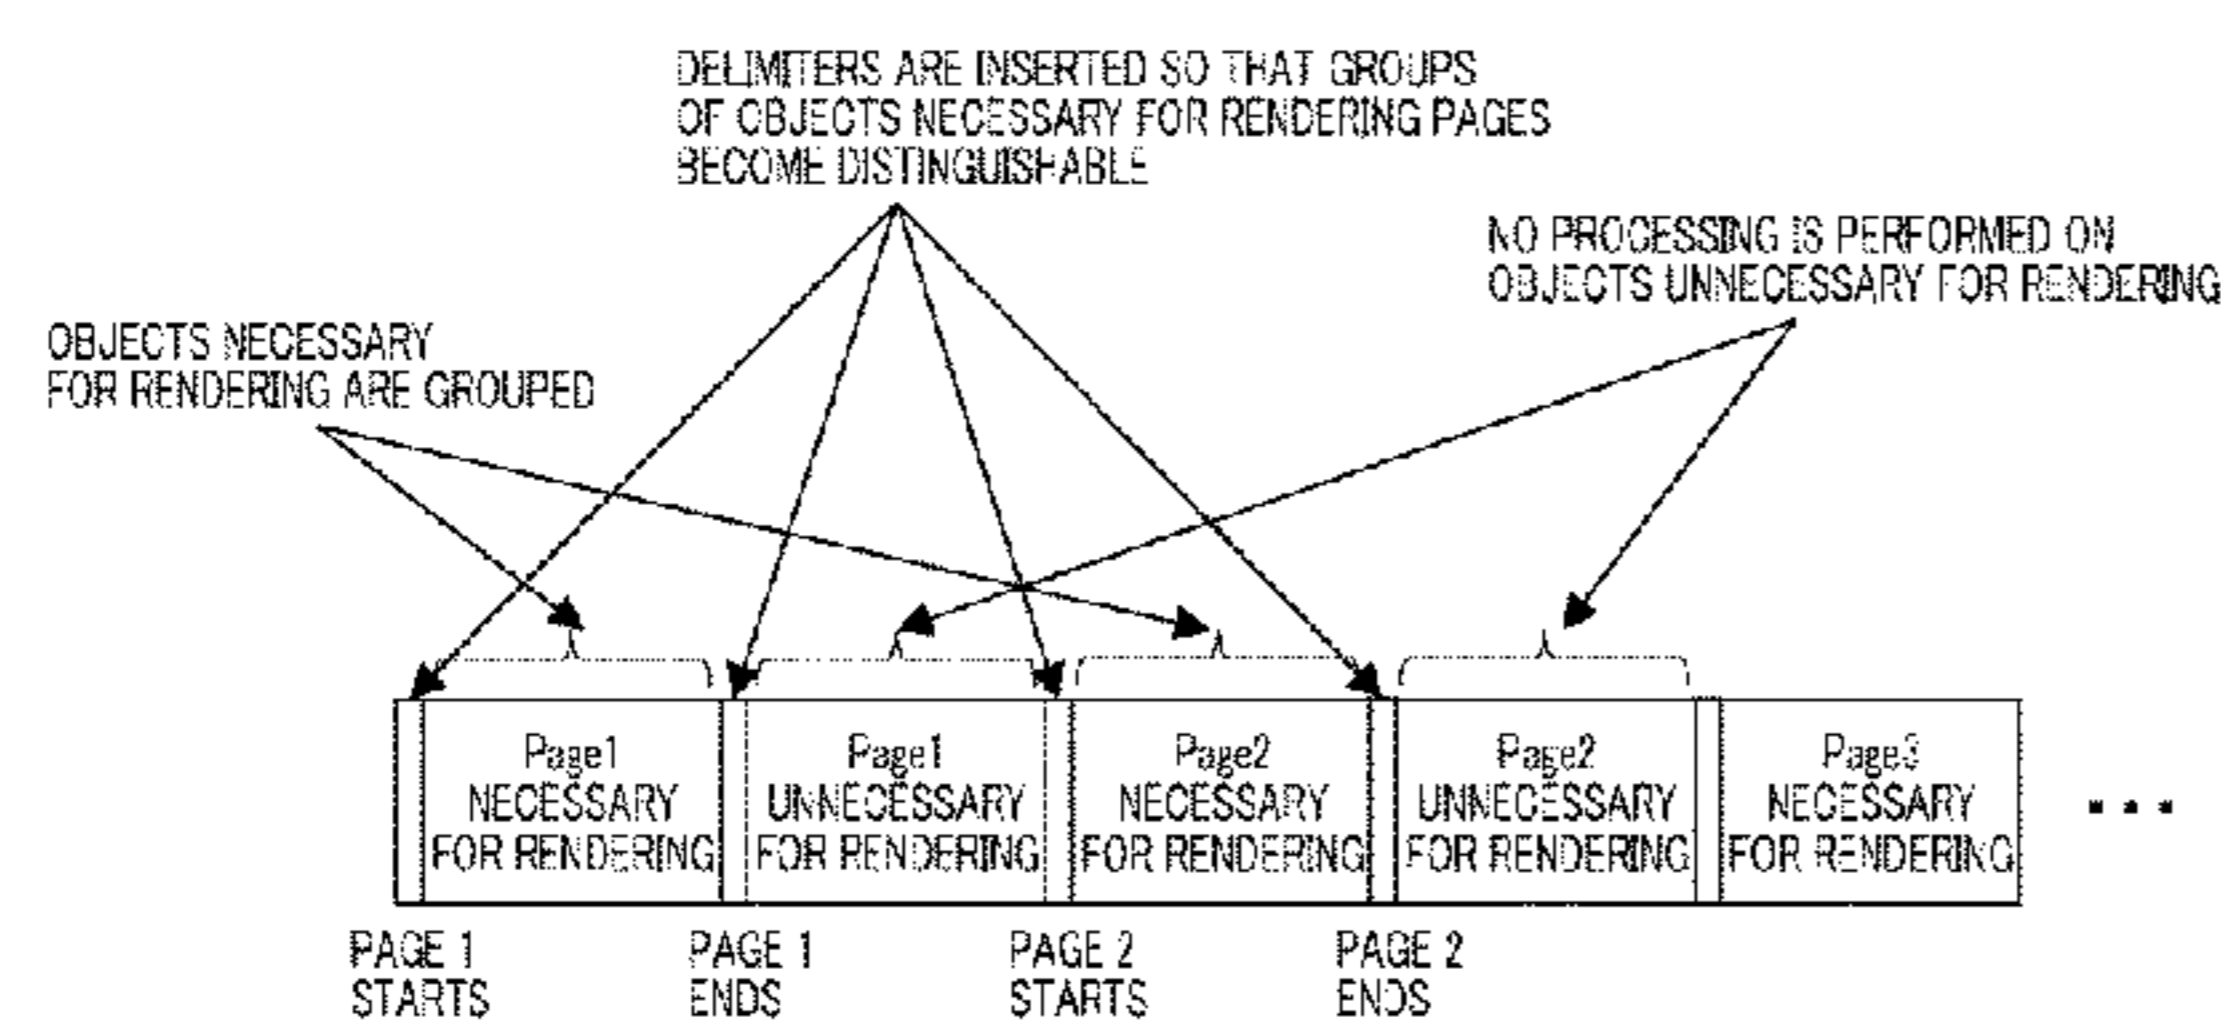 DELIMITERS ARE INSERTED SO THAT GROUPS
OF OBJECTS NECESSARY FOR RENDERING PAGES
BECOME DISTINGUISHABLE
NO PROCESSING IS PERFORMED ON
OBJECTS UNNECESSARY FOR RENDERING
OBJECTS NECESSARY
FOR RENDERING ARE GROUPED
Page1
NECESSARY
FOR RENDERING
Page1
UNNECESSARY
FOR RENDERING
Page2
NECESSARY
FOR RENDERING
Page2
UNNECESSARY
FOR RENDERING
Page3
NECESSARY
FOR RENDERING
...
PAGE 1
STARTS
PAGE 1
ENDS
PAGE 2
STARTS
PAGE 2
ENDS